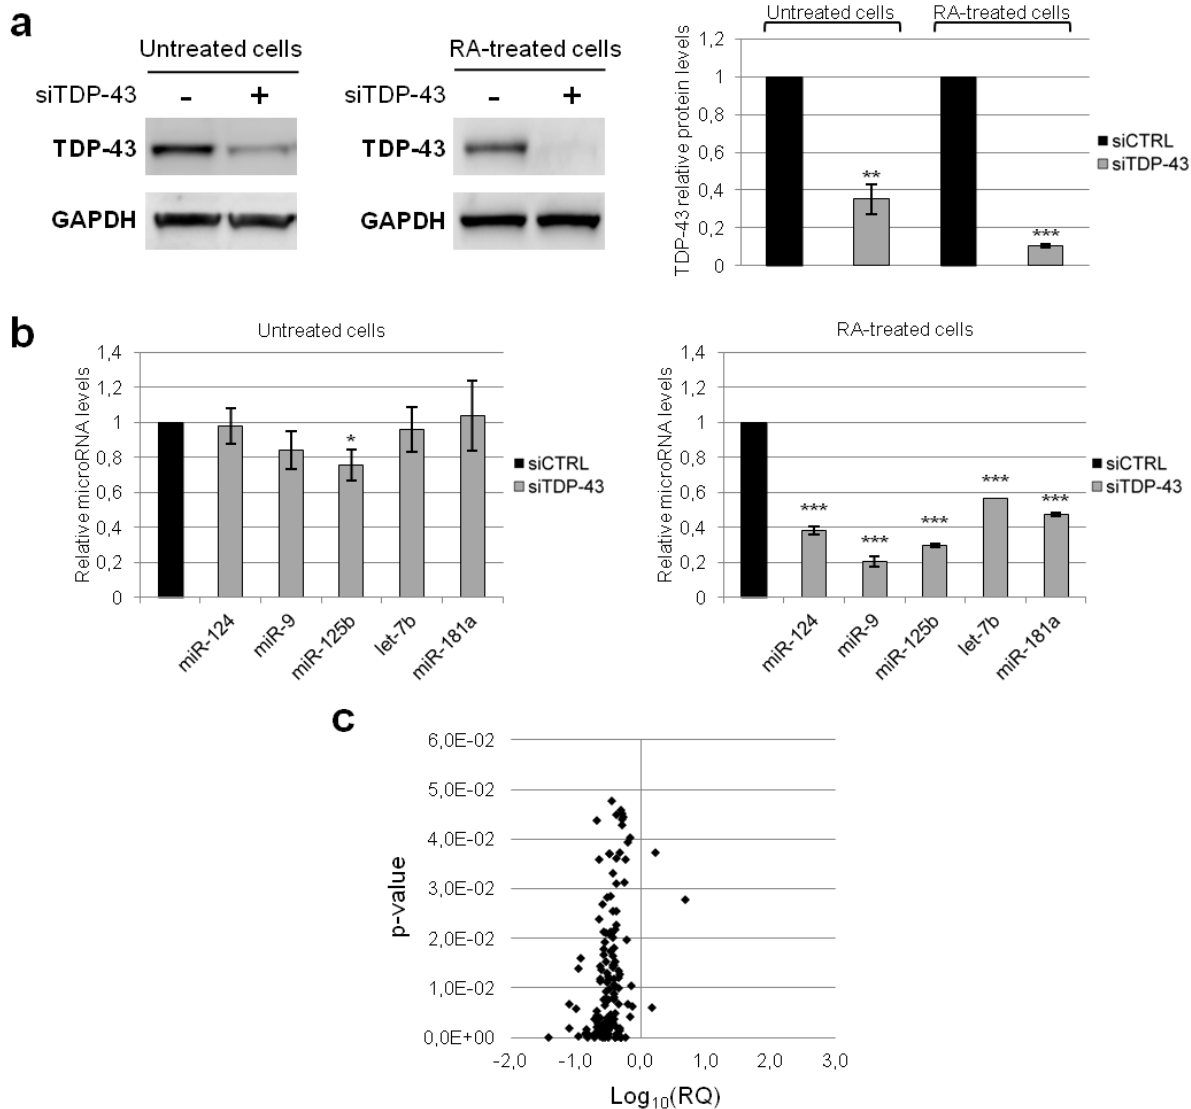 a
Untreated cells
siTDP-43 - +
TDP-43
GAPDH
RA-treated cells
siTDP-43 - +
TDP-43
GAPDH
Untreated cells RA-treated cells
TDP-43 relative protein levels
1,2
1
0,8
0,6
0,4
0,2
0
**
***
siCTRL
siTDP-43
b
Untreated cells
Relative microRNA levels
1,4
1,2
1
0,8
0,6
0,4
0,2
0
*
miR-124
miR-9
miR-125b
let-7b
miR-181a
siCTRL
siTDP-43
RA-treated cells
Relative microRNA levels
1,4
1,2
1
0,8
0,6
0,4
0,2
0
***
***
***
***
***
miR-124
miR-9
miR-125b
let-7b
miR-181a
siCTRL
siTDP-43
c
p-value
6,0E-02
5,0E-02
4,0E-02
3,0E-02
2,0E-02
1,0E-02
0,0E+00
-2,0 -1,0 0,0 1,0 2,0 3,0
Log10(RQ)